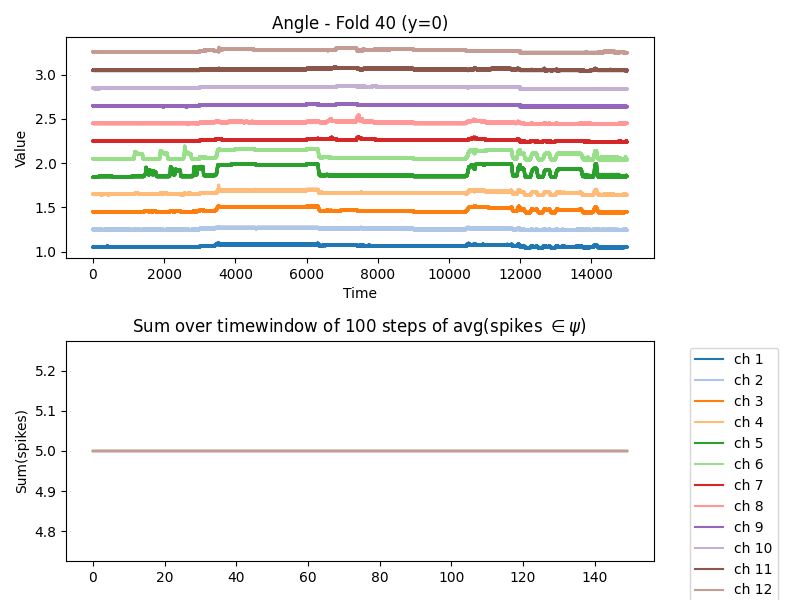 Angle - Fold 40 (y=0)
Value
3.0
2.5
2.0
1.5
1.0
0 2000 4000 6000 8000 10000 12000 14000
Time
Sum over timewindow of 100 steps of avg(spikes ∈ ψ)
Sum(spikes)
5.2
5.1
5.0
4.9
4.8
0 20 40 60 80 100 120 140
ch 1
ch 2
ch 3
ch 4
ch 5
ch 6
ch 7
ch 8
ch 9
ch 10
ch 11
ch 12